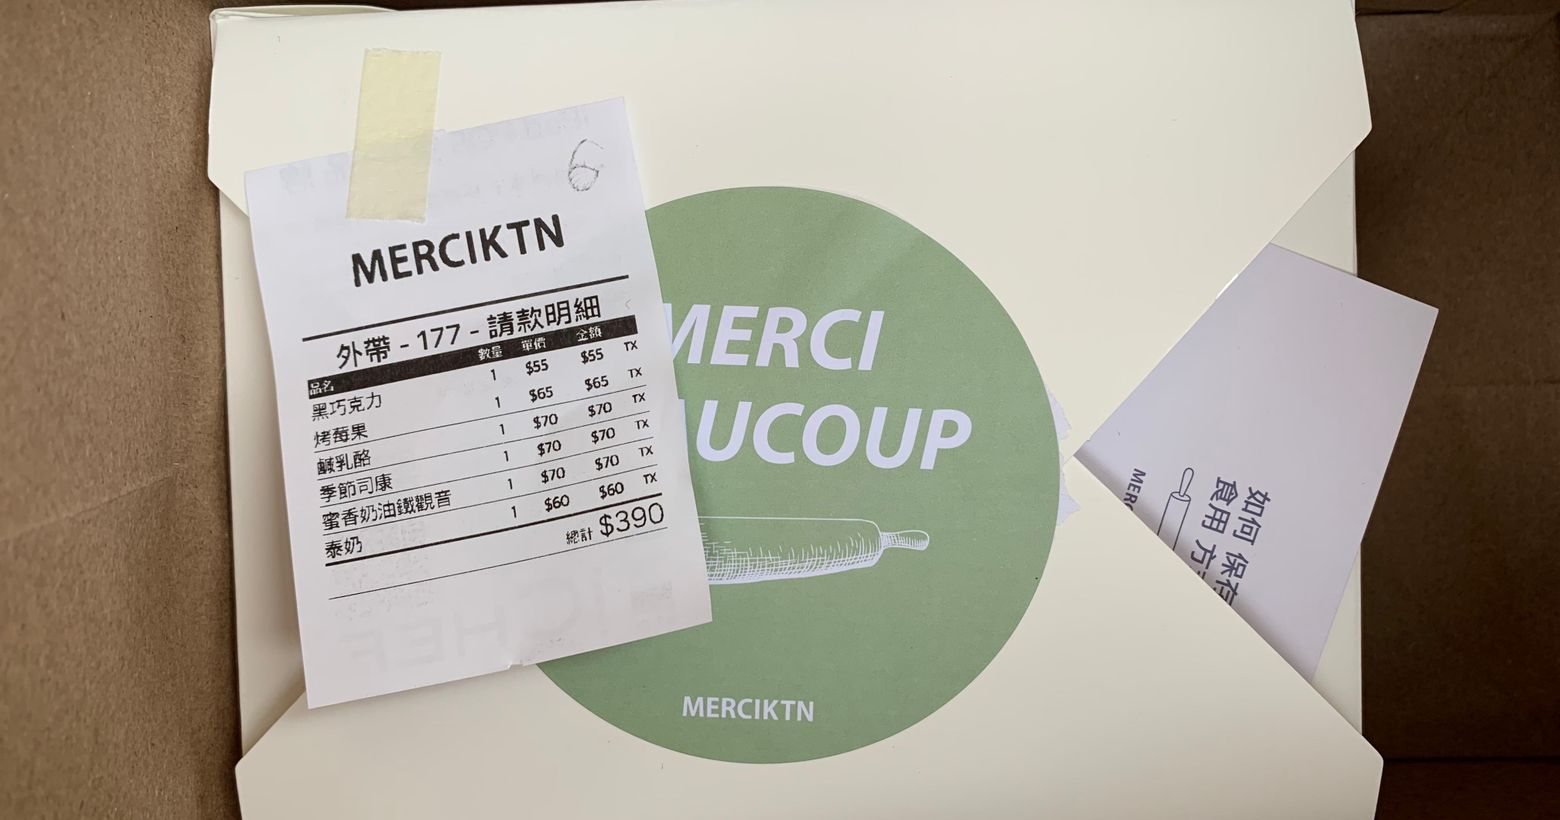 6
MERCIKTN
外帶 - 177 - 請款明細
品名 數量 單價 金額
黑巧克力 1 $55 $55 TX
烤莓果 1 $65 $65 TX
鹹乳酪 1 $70 $70 TX
季節司康 1 $70 $70 TX
蜜香奶油鐵觀音 1 $70 $70 TX
泰奶 1 $60 $60 TX
總計 $390
MERCI
UCOUP
MERCIKTN
如何 保存
食用 方
MERC